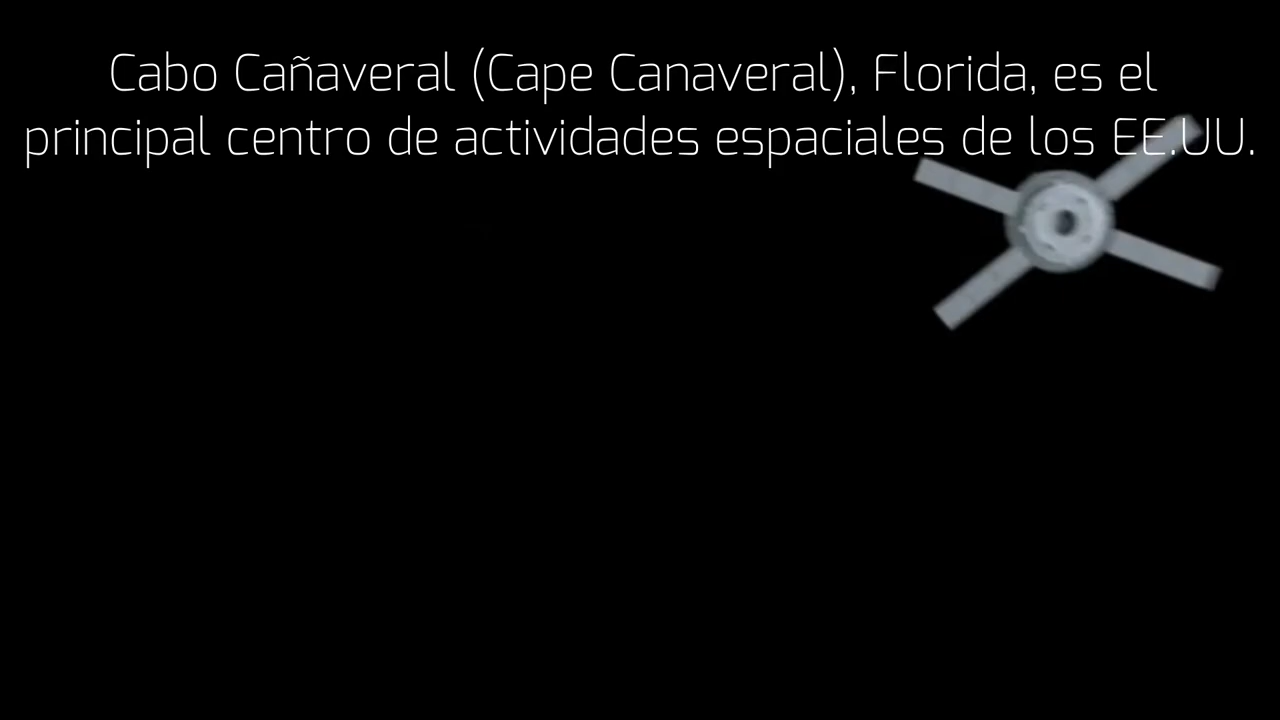 Cabo Cañaveral (Cape Canaveral), Florida, es el
principal centro de actividades espaciales de los EE.UU.